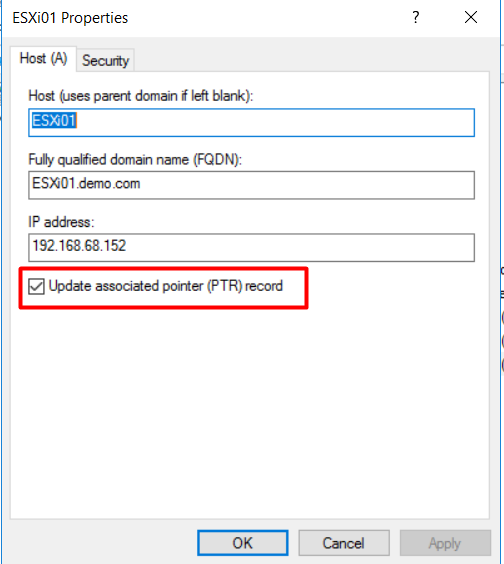 ESXi01 Properties
?
Host (A)
Security
Host (uses parent domain if left blank):
ESXi01
Fully qualified domain name (FQDN):
ESXi01.demo.com
IP address:
192.168.68.152
Update associated pointer (PTR) record
OK
Cancel
Apply